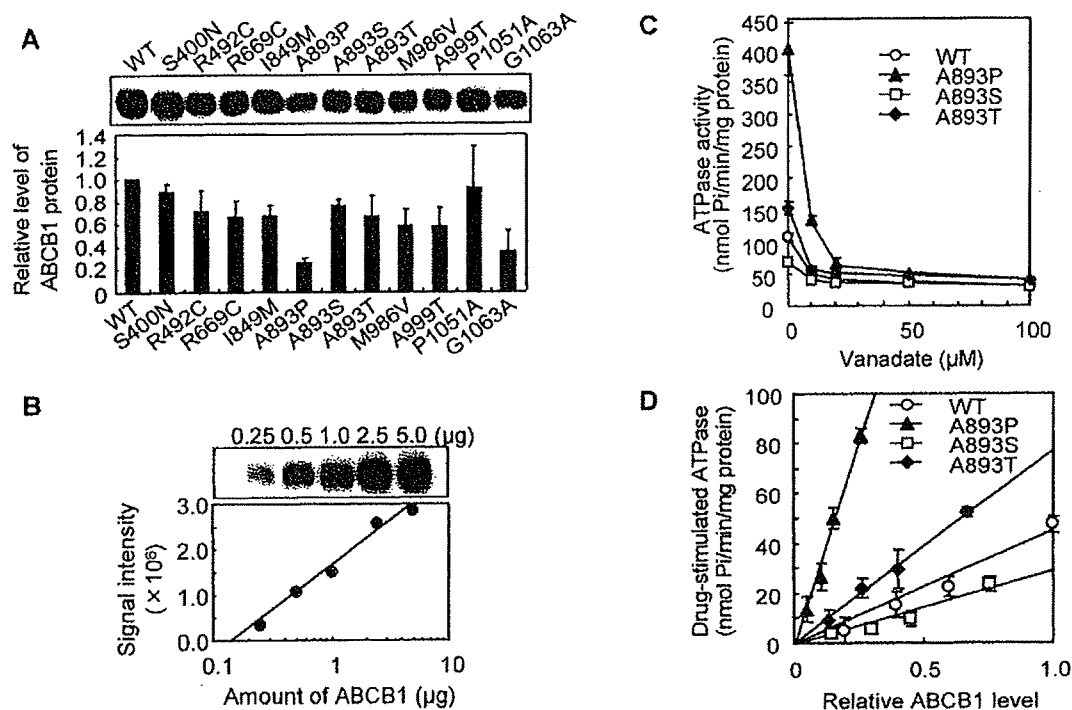 A
WT S400N R492C R669C I849M A893P A893S A893T M986V A999T P1051A G1063A
Relative level of
ABCB1 protein
1.4
1.2
1.0
0.8
0.6
0.4
0.2
0
WT S400N R492C R669C I849M A893P A893S A893T M986V A999T P1051A G1063A
B
0.25 0.5 1.0 2.5 5.0 (µg)
Signal intensity
(×10⁶)
3.0
2.0
1.0
0.0
0.1 1 10
Amount of ABCB1 (µg)
C
ATPase activity
(nmol Pi/min/mg protein)
450
400
350
300
250
200
150
100
50
0
WT
A893P
A893S
A893T
0 50 100
Vanadate (µM)
D
Drug-stimulated ATPase
(nmol Pi/min/mg protein)
100
80
60
40
20
0
WT
A893P
A893S
A893T
0 0.5 1.0
Relative ABCB1 level